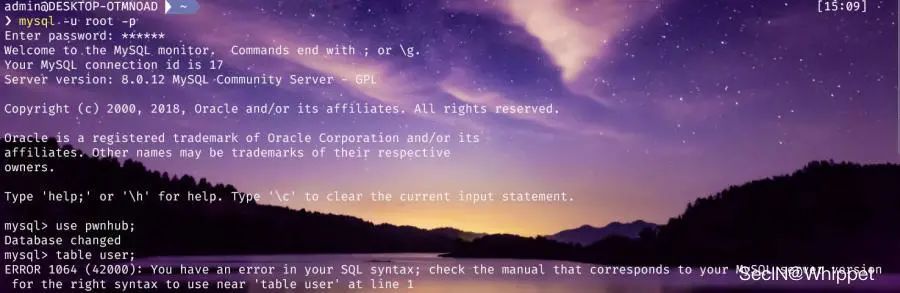 admin@DESKTOP-OTMNOAD ~ [15:09]
❯ mysql -u root -p
Enter password: ******
Welcome to the MySQL monitor.  Commands end with ; or \g.
Your MySQL connection id is 17
Server version: 8.0.12 MySQL Community Server - GPL
Copyright (c) 2000, 2018, Oracle and/or its affiliates. All rights reserved.
Oracle is a registered trademark of Oracle Corporation and/or its
affiliates. Other names may be trademarks of their respective
owners.
Type 'help;' or '\h' for help. Type '\c' to clear the current input statement.
mysql> use pwnhub;
Database changed
mysql> table user;
ERROR 1064 (42000): You have an error in your SQL syntax; check the manual that corresponds to your MySQL server version
for the right syntax to use near 'table user' at line 1
SecIN@Whippet